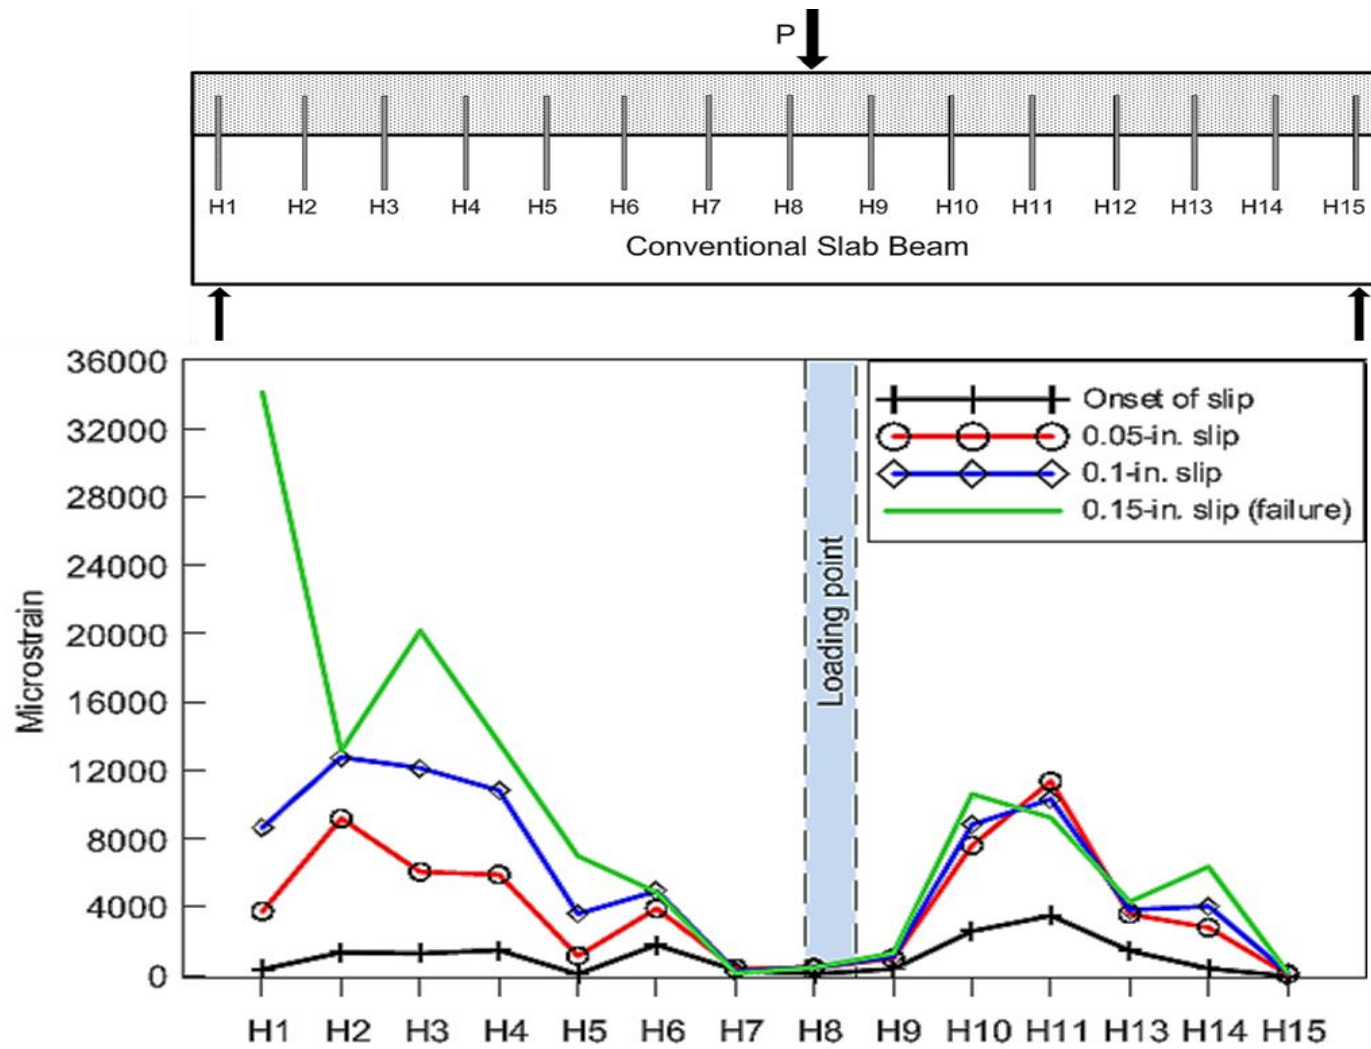 P
H1 H2 H3 H4 H5 H6 H7 H8 H9 H10 H11 H12 H13 H14 H15
Conventional Slab Beam
36000
32000
28000
24000
20000
16000
12000
8000
4000
0
Microstrain
Loading point
Onset of slip
0.05-in. slip
0.1-in. slip
0.15-in. slip (failure)
H1 H2 H3 H4 H5 H6 H7 H8 H9 H10 H11 H13 H14 H15